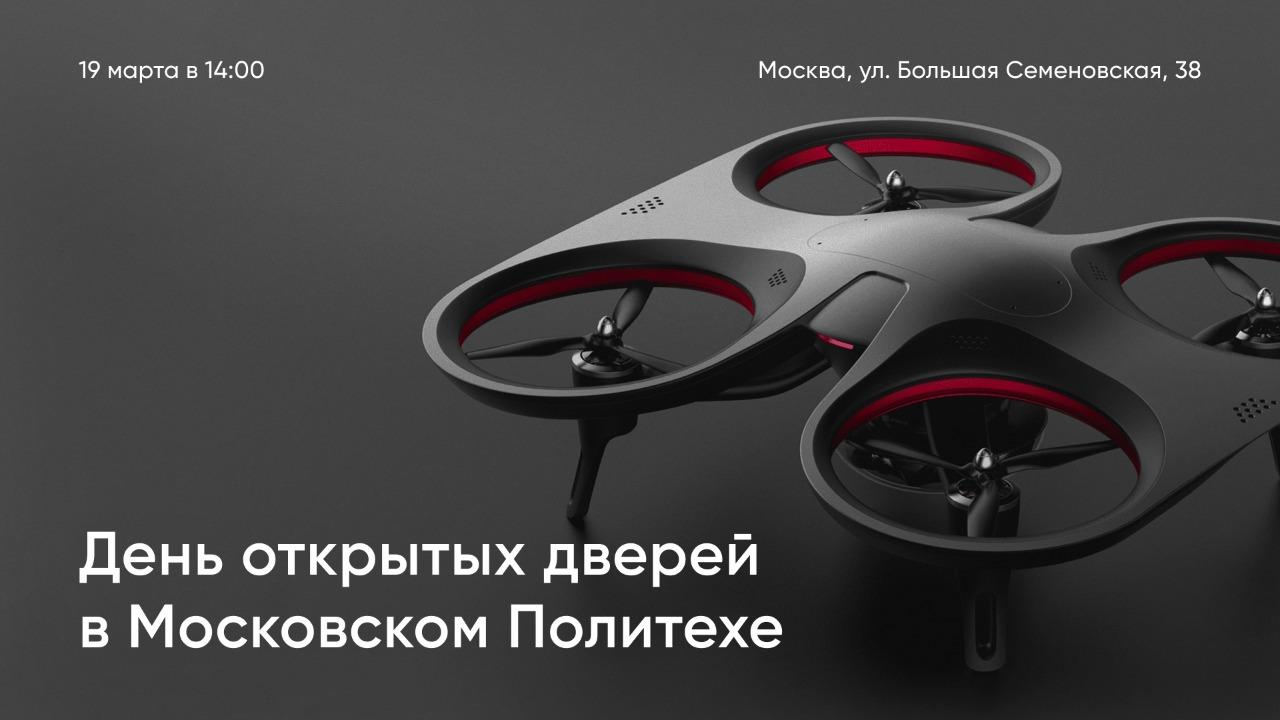 19 марта в 14:00
Москва, ул. Большая Семеновская, 38
День открытых дверей
в Московском Политехе